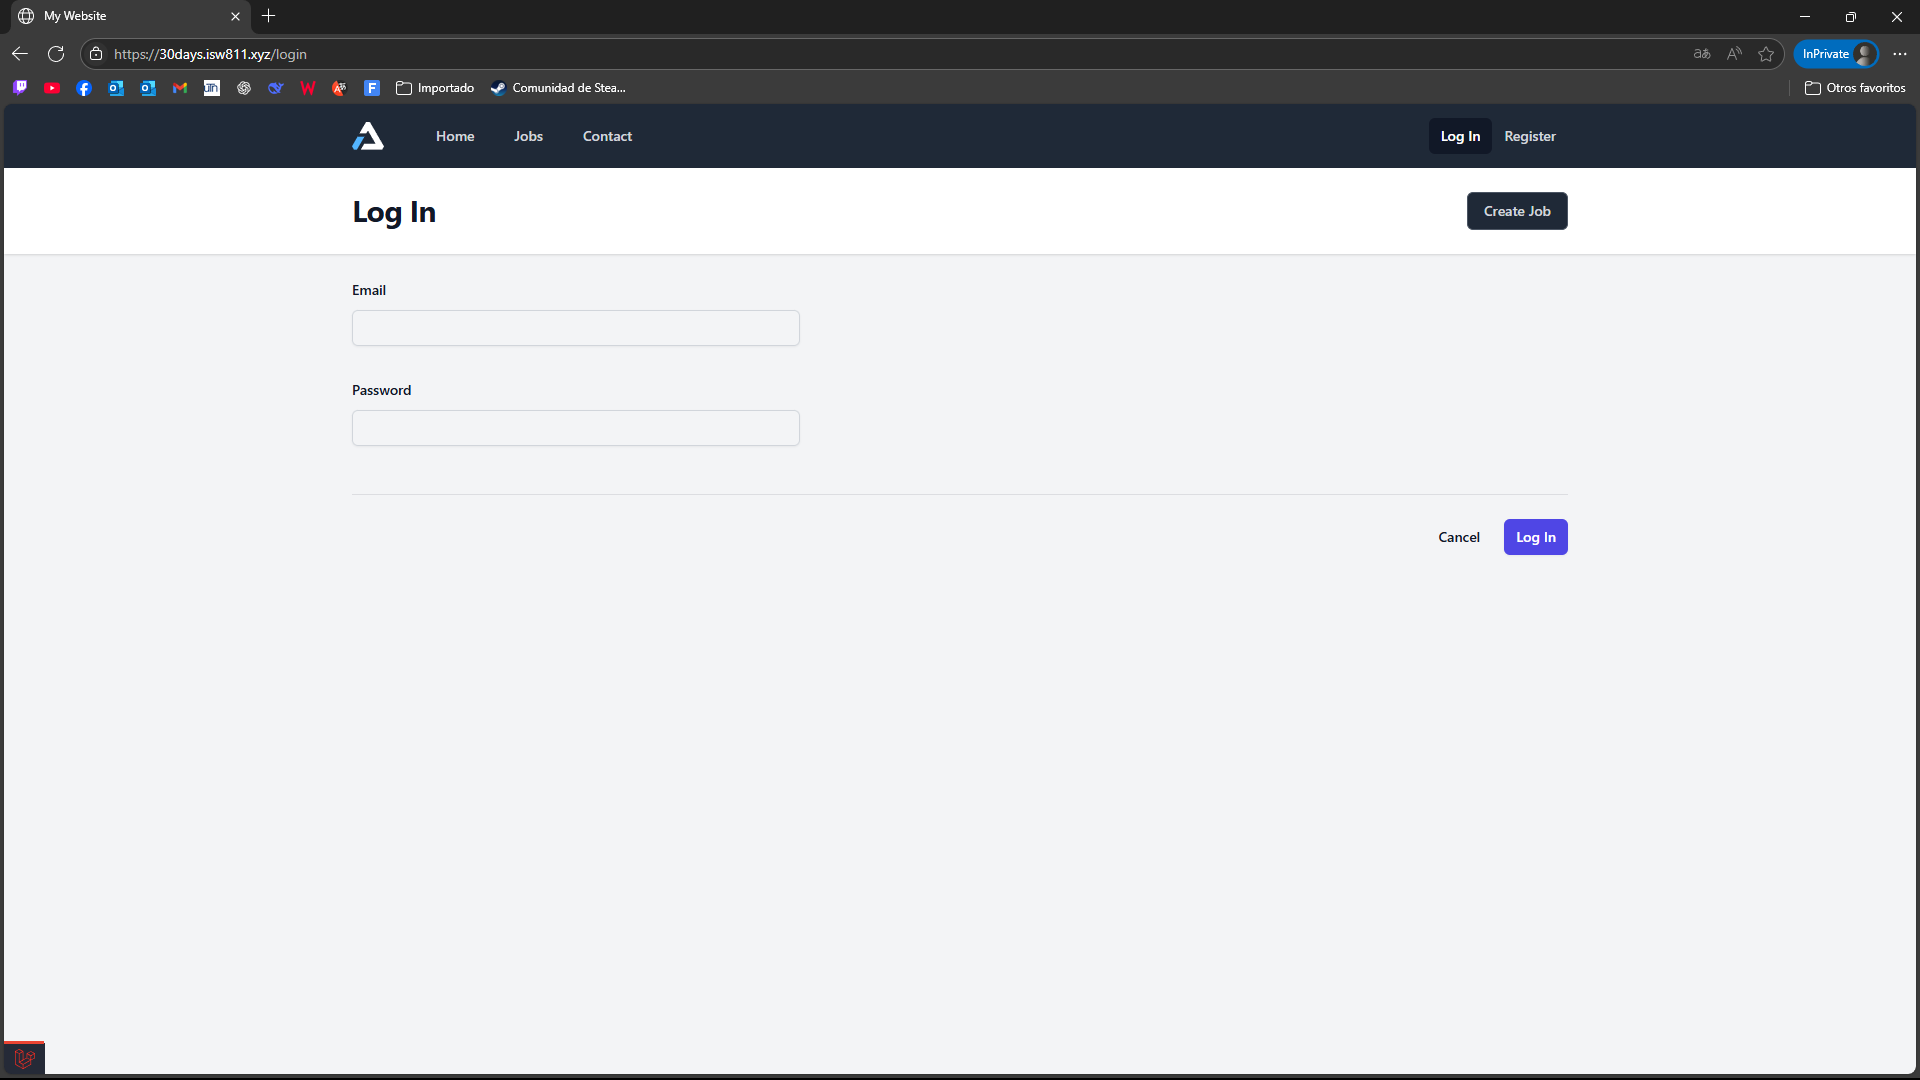 My Website
https://30days.isw811.xyz/login
InPrivate
Importado
Comunidad de Stea...
Otros favoritos
Home
Jobs
Contact
Log In
Register
Log In
Create Job
Email
Password
Cancel
Log In